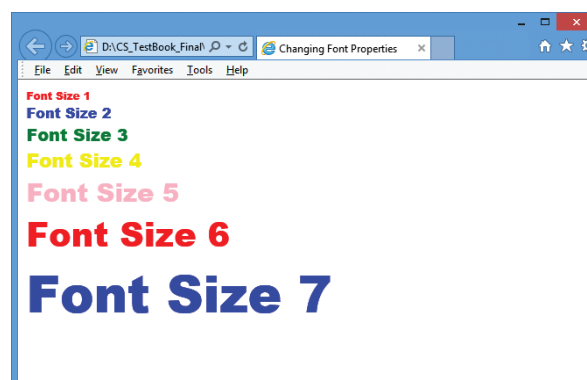 D:\CS_TestBook_Final\
Changing Font Properties
File Edit View Favorites Tools Help
Font Size 1
Font Size 2
Font Size 3
Font Size 4
Font Size 5
Font Size 6
Font Size 7